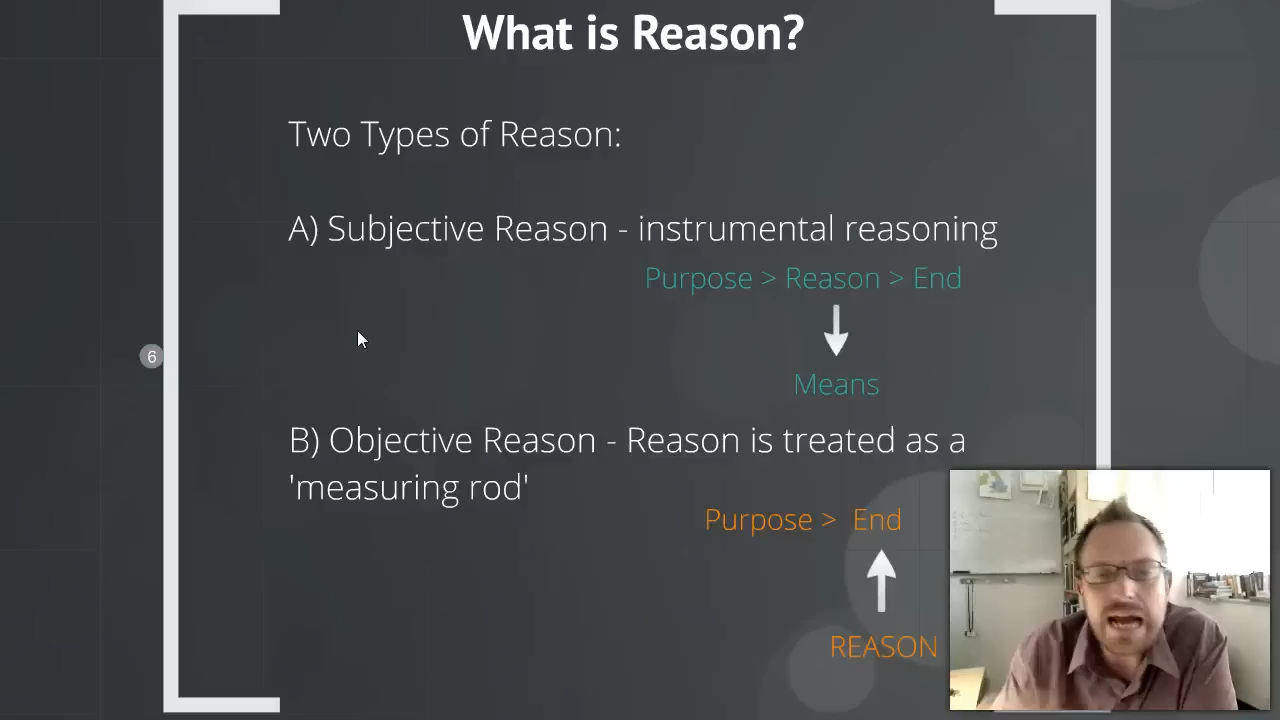 What is Reason?
Two Types of Reason:
A) Subjective Reason - instrumental reasoning
Purpose > Reason > End
6
Means
B) Objective Reason - Reason is treated as a
'measuring rod'
Purpose > End
REASON